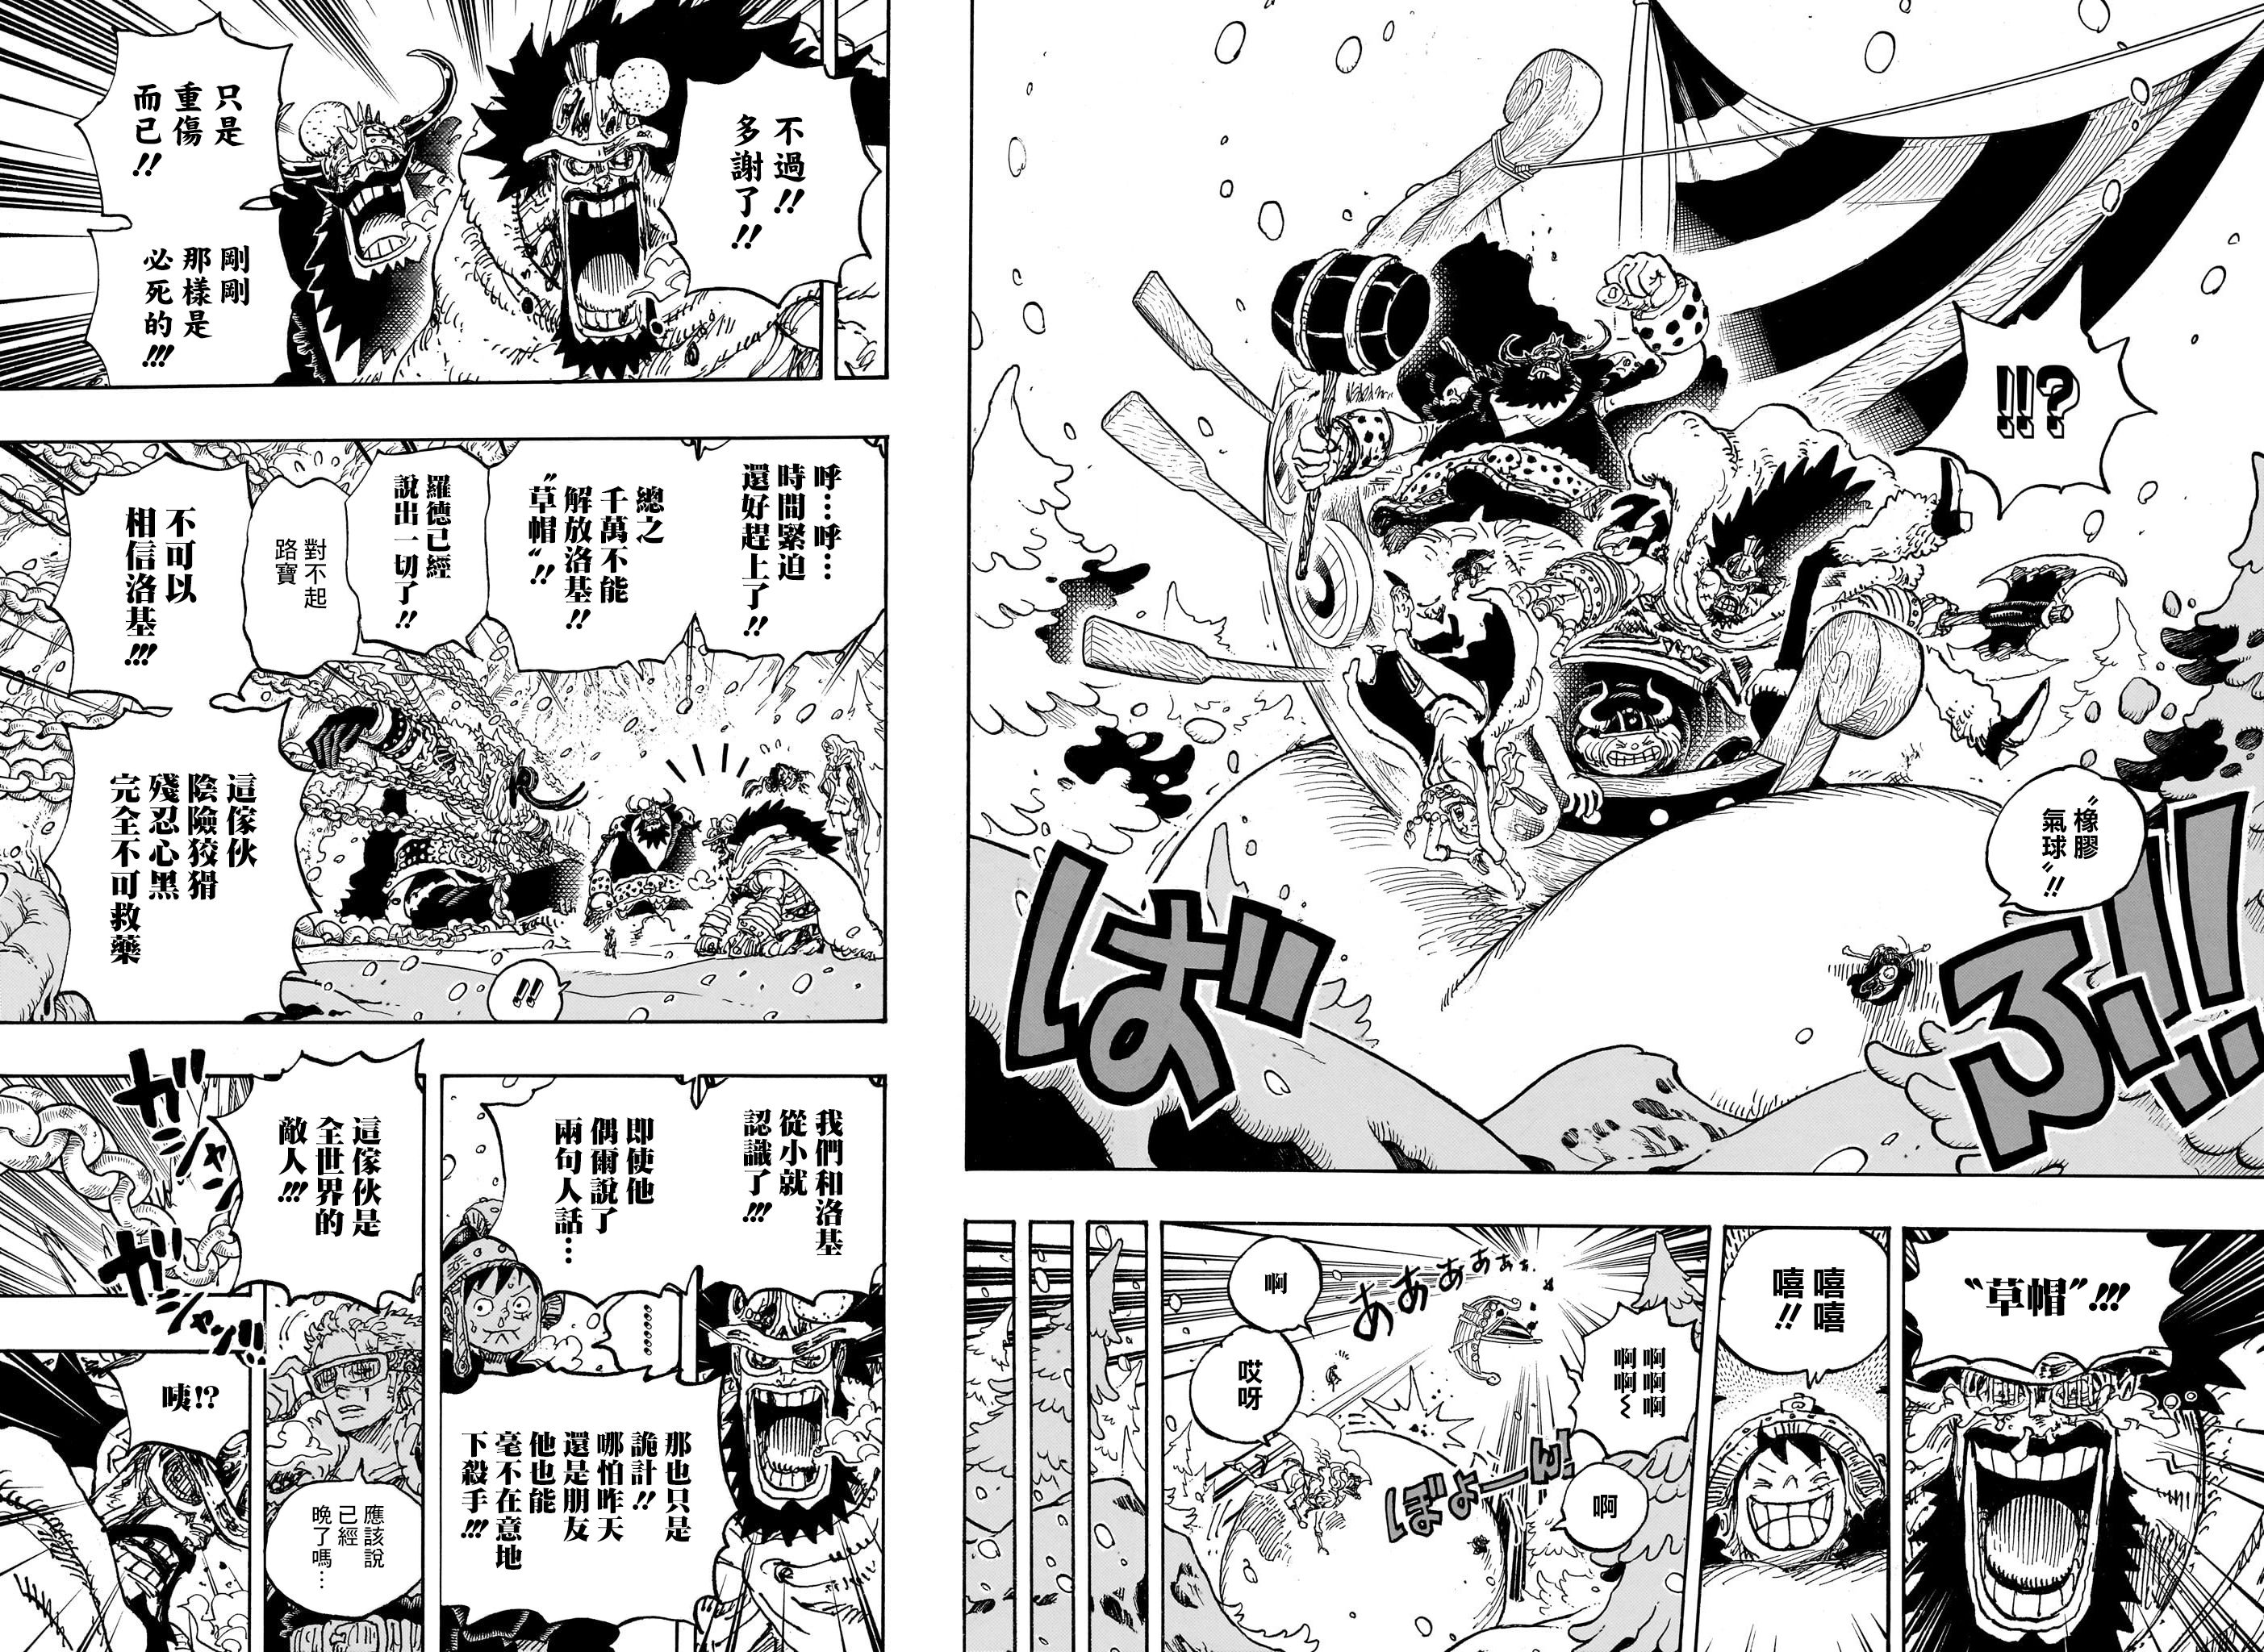 !!?
〝橡膠
氣球〞!!
ばふ!!!
〝草帽〞!!!
嘻嘻
嘻!!
啊啊啊
啊啊~
あああああぁ
啊
ぼよーーん!
啊
哎呀
不過!!
多謝了!!
只是
重傷
而已!!
剛剛
那樣是
必死的!!!
呼…呼…
時間緊迫
還好趕上了!!
總之
千萬不能
解放洛基!!
〝草帽〞!!
羅德已經
說出一切了!!
對不起
路寶
不可以
相信洛基!!!
這傢伙
陰險狡猾
殘忍心黑
完全不可救藥
!!
我們和洛基
從小就
認識了!!!
即使他
偶爾說了
兩句人話…
……
那也只是
詭計!!
哪怕昨天
還是朋友
他也能
毫不在意地
下殺手!!!
這傢伙是
全世界的
敵人!!!
ガシャン
ガシャン!!
應該說
已經
晚了嗎…
咦!?